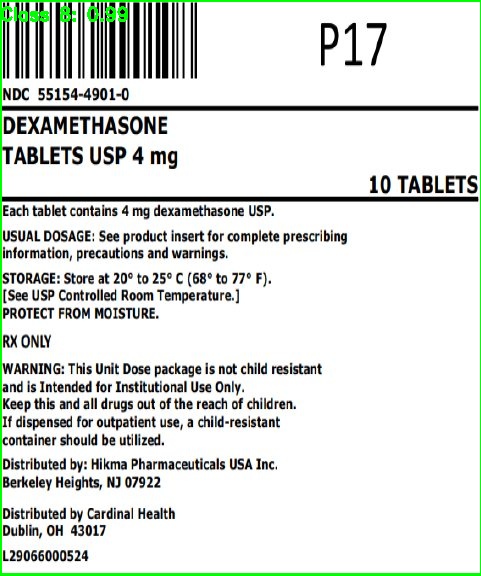 Class 8: 0.99
P17
NDC 55154-4901-0
DEXAMETHASONE
TABLETS USP 4 mg
10 TABLETS
Each tablet contains 4 mg dexamethasone USP.
USUAL DOSAGE: See product insert for complete prescribing
information, precautions and warnings.
STORAGE: Store at 20° to 25° C (68° to 77° F).
[See USP Controlled Room Temperature.]
PROTECT FROM MOISTURE.
RX ONLY
WARNING: This Unit Dose package is not child resistant
and is Intended for Institutional Use Only.
Keep this and all drugs out of the reach of children.
If dispensed for outpatient use, a child-resistant
container should be utilized.
Distributed by: Hikma Pharmaceuticals USA Inc.
Berkeley Heights, NJ 07922
Distributed by Cardinal Health
Dublin, OH 43017
L29066000524